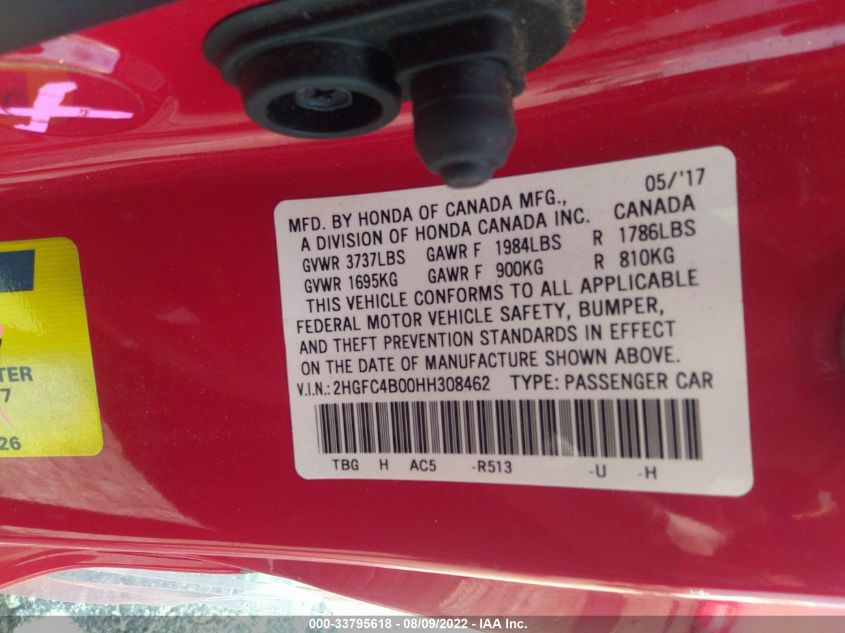 05/'17
MFD. BY HONDA OF CANADA MFG.,
A DIVISION OF HONDA CANADA INC. CANADA
GVWR 3737LBS GAWR F 1984LBS R 1786LBS
GVWR 1695KG GAWR F 900KG R 810KG
THIS VEHICLE CONFORMS TO ALL APPLICABLE
FEDERAL MOTOR VEHICLE SAFETY, BUMPER,
AND THEFT PREVENTION STANDARDS IN EFFECT
ON THE DATE OF MANUFACTURE SHOWN ABOVE.
V.I.N.: 2HGFC4B00HH308462 TYPE: PASSENGER CAR
TBG H AC5 -R513 -U -H
TER
7
26
000-33795618 - 08/09/2022 - IAA Inc.